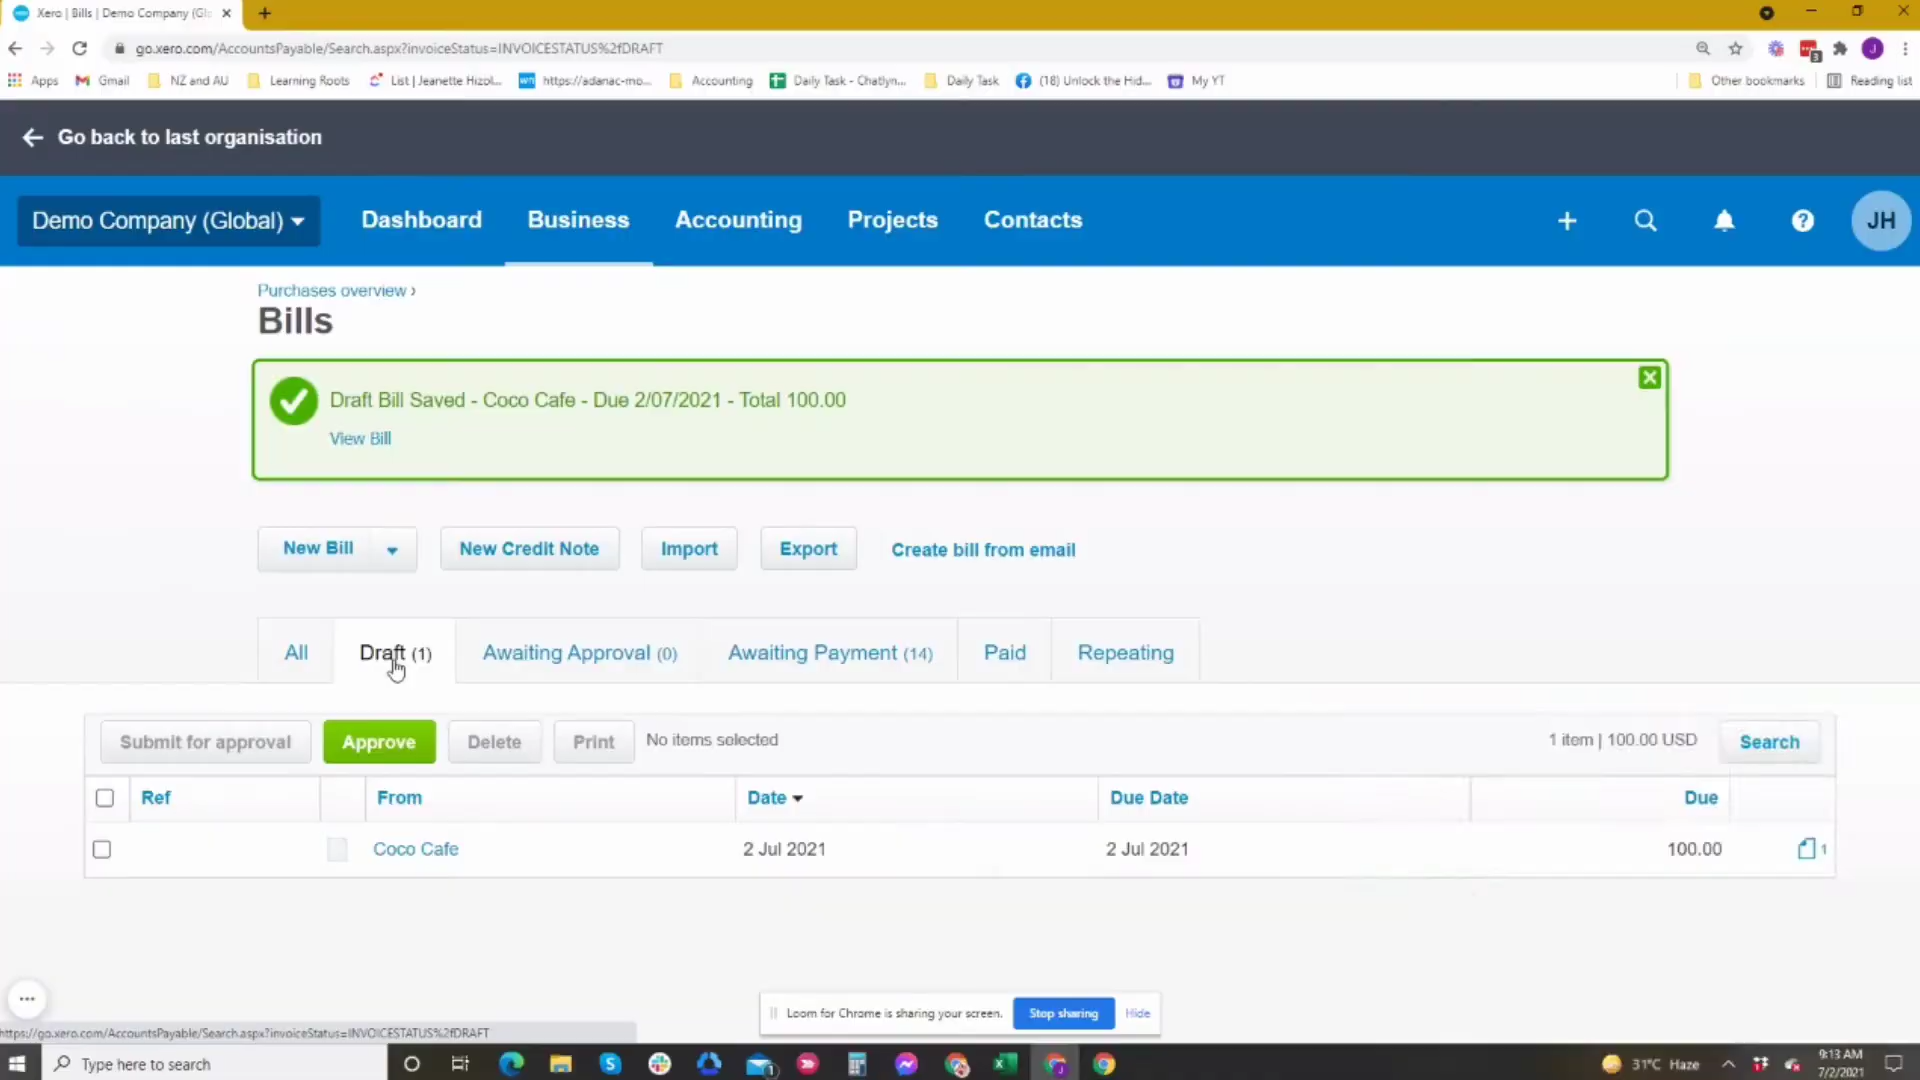 Xero | Bills | Demo Company (Glo
go.xero.com/AccountsPayable/Search.aspx?invoiceStatus=INVOICESTATUS%2fDRAFT
J
3
Apps
Gmail
NZ and AU
Learning Roots
List | Jeanette Hizol...
https://adanac-mo...
Accounting
Daily Task - Chatlyn...
Daily Task
(18) Unlock the Hid...
My YT
Other bookmarks
Reading list
Go back to last organisation
Demo Company (Global)
Dashboard
Business
Accounting
Projects
Contacts
JH
Purchases overview ›
Bills
Draft Bill Saved - Coco Cafe - Due 2/07/2021 - Total 100.00
View Bill
New Bill
New Credit Note
Import
Export
Create bill from email
All
Draft (1)
Awaiting Approval (0)
Awaiting Payment (14)
Paid
Repeating
Submit for approval
Approve
Delete
Print
No items selected
1 item | 100.00 USD
Search
Ref
From
Date
Due Date
Due
Coco Cafe
2 Jul 2021
2 Jul 2021
100.00
1
Loom for Chrome is sharing your screen.
Stop sharing
Hide
https://go.xero.com/AccountsPayable/Search.aspx?invoiceStatus=INVOICESTATUS%2fDRAFT
Type here to search
31°C Haze
9:13 AM
7/2/2021